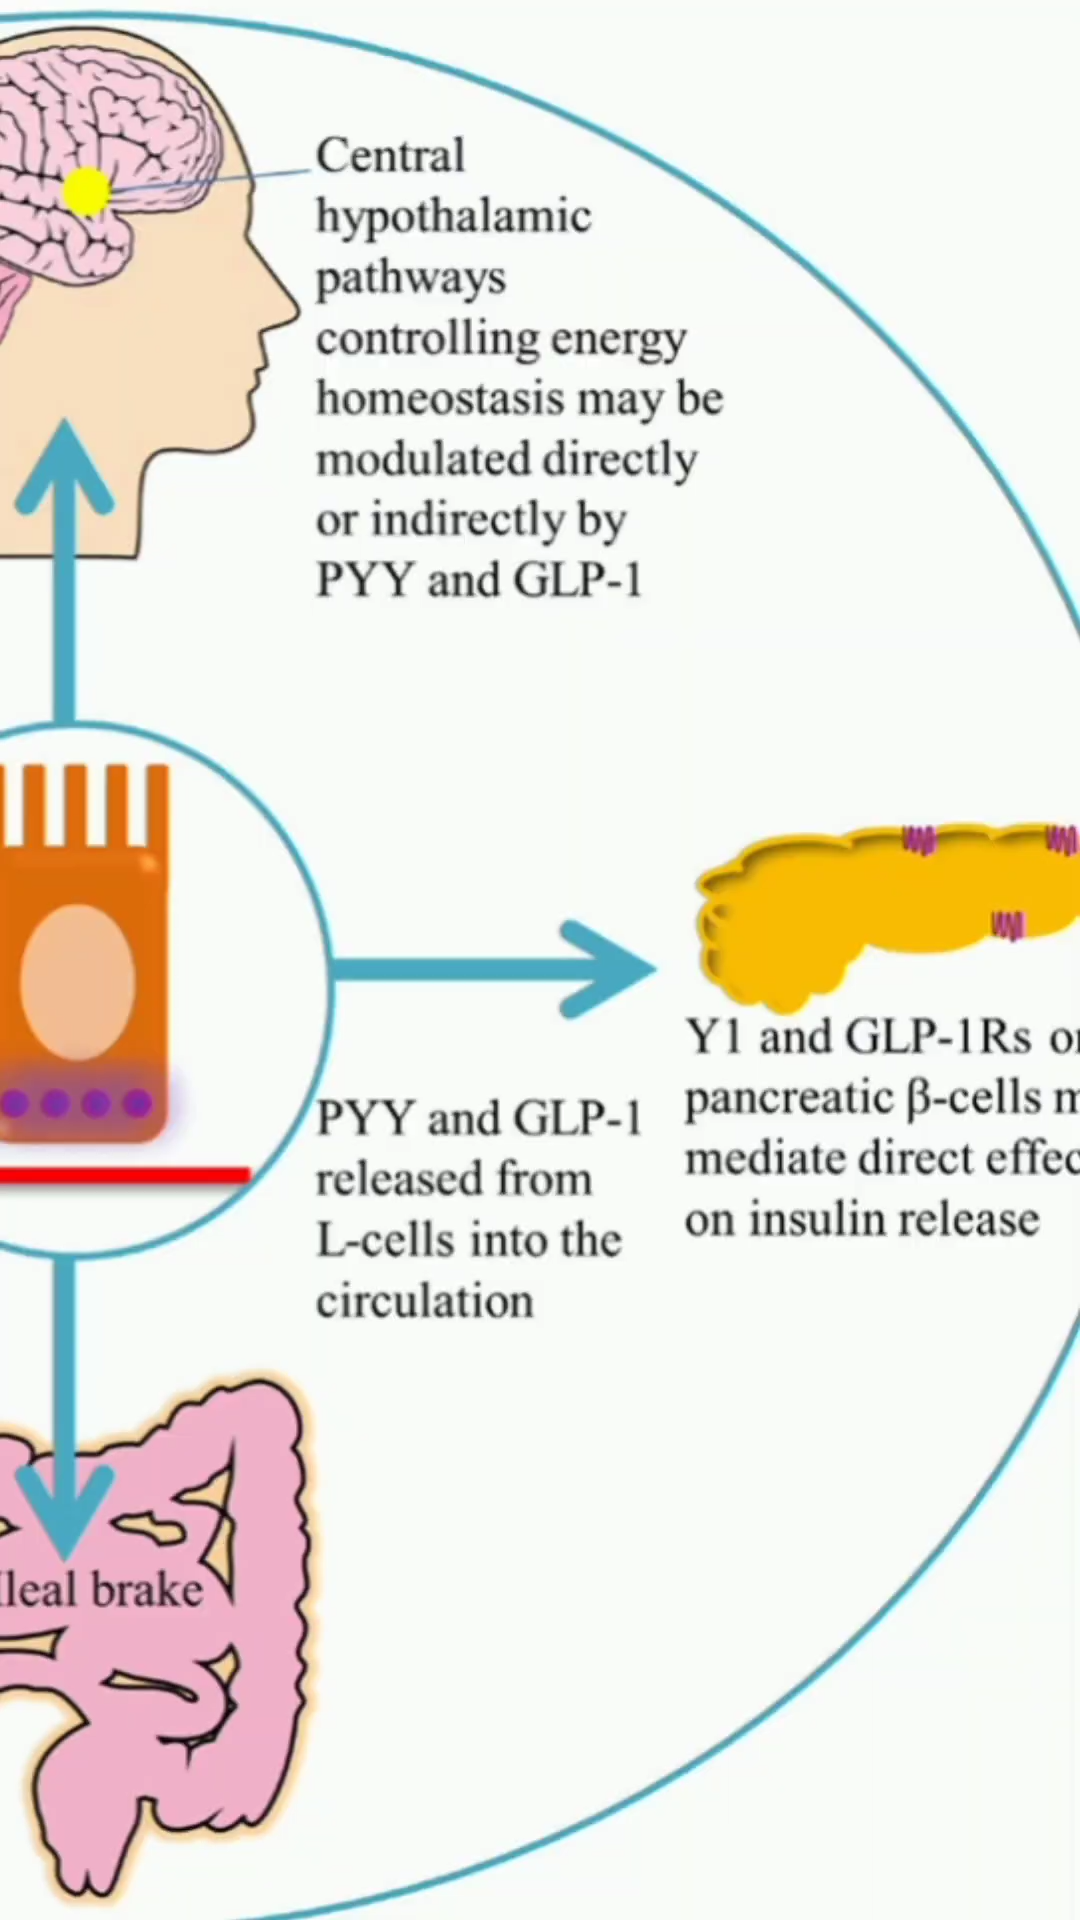 Central
hypothalamic
pathways
controlling energy
homeostasis may be
modulated directly
or indirectly by
PYY and GLP-1
PYY and GLP-1
released from
L-cells into the
circulation
Y1 and GLP-1Rs
pancreatic β-cells
mediate direct
on insulin release
Ileal brake